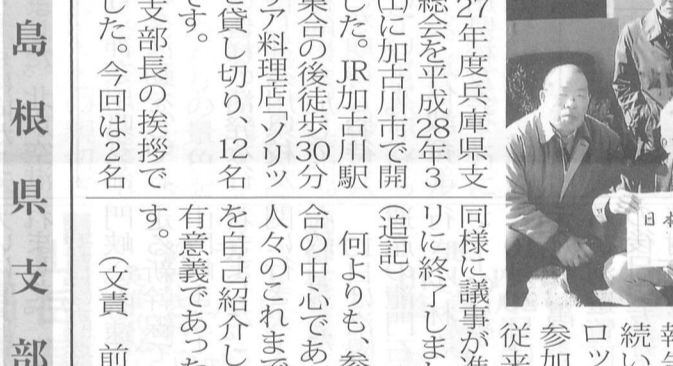 27年度兵庫県支
総会を平成28年3
に加古川市で開
した。JR加古川駅
集合の後徒歩30分
リア料理店「ソリッ
を貸し切り、12名
です。
支部長の挨拶で
した。今回は2名
同様に議事が進
リに終了しまし
(追記)
何よりも、参
合の中心であ
人々のこれまで
を自己紹介し
有意義であった
す。
(文責 前
報告
続い
ロッ
参加
従来
日本
島根県支部